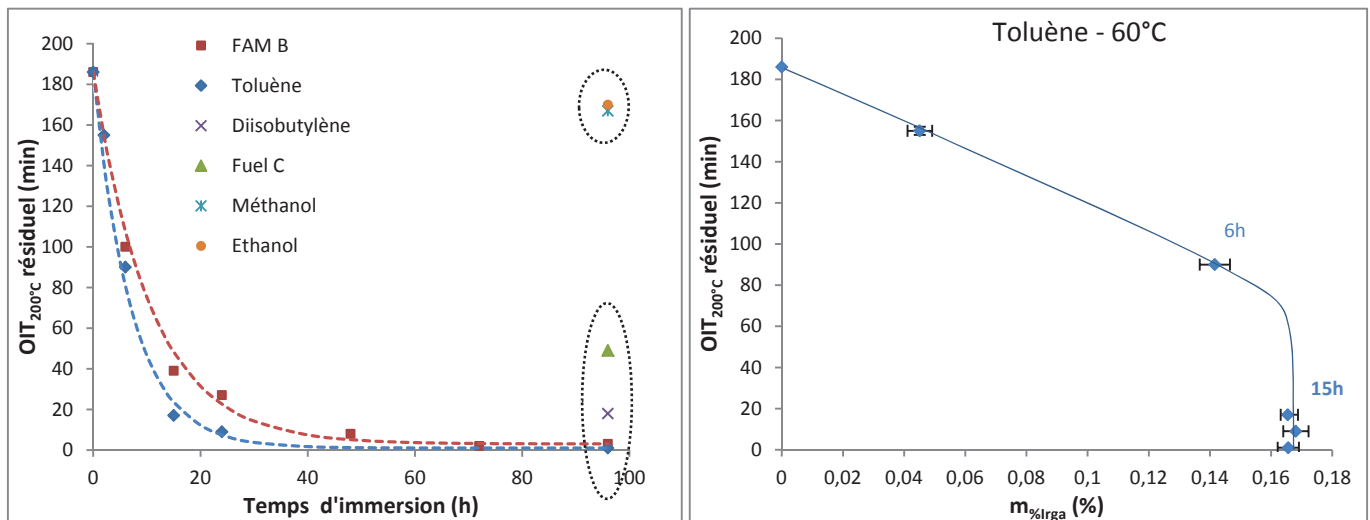 200
180
160
140
120
100
80
60
40
20
0
OIT200°C résiduel (min)
FAM B
Toluène
Diisobutylène
Fuel C
Méthanol
Ethanol
0 20 40 60 80 100
Temps d'immersion (h)
Toluène - 60°C
200
180
160
140
120
100
80
60
40
20
0
OIT200°C résiduel (min)
6h
15h
0 0,02 0,04 0,06 0,08 0,1 0,12 0,14 0,16 0,18
m%Irga (%)